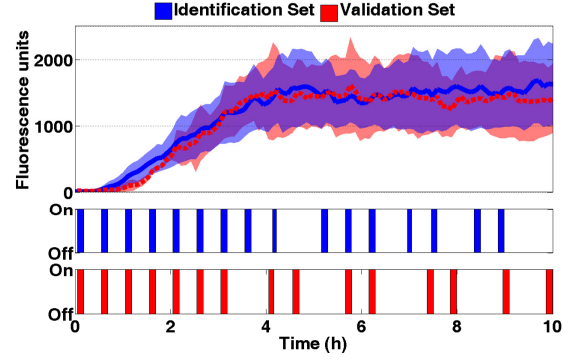 Identification Set Validation Set
Fluorescence units
2000
1000
0
On
Off
On
Off
0 2 4 6 8 10
Time (h)